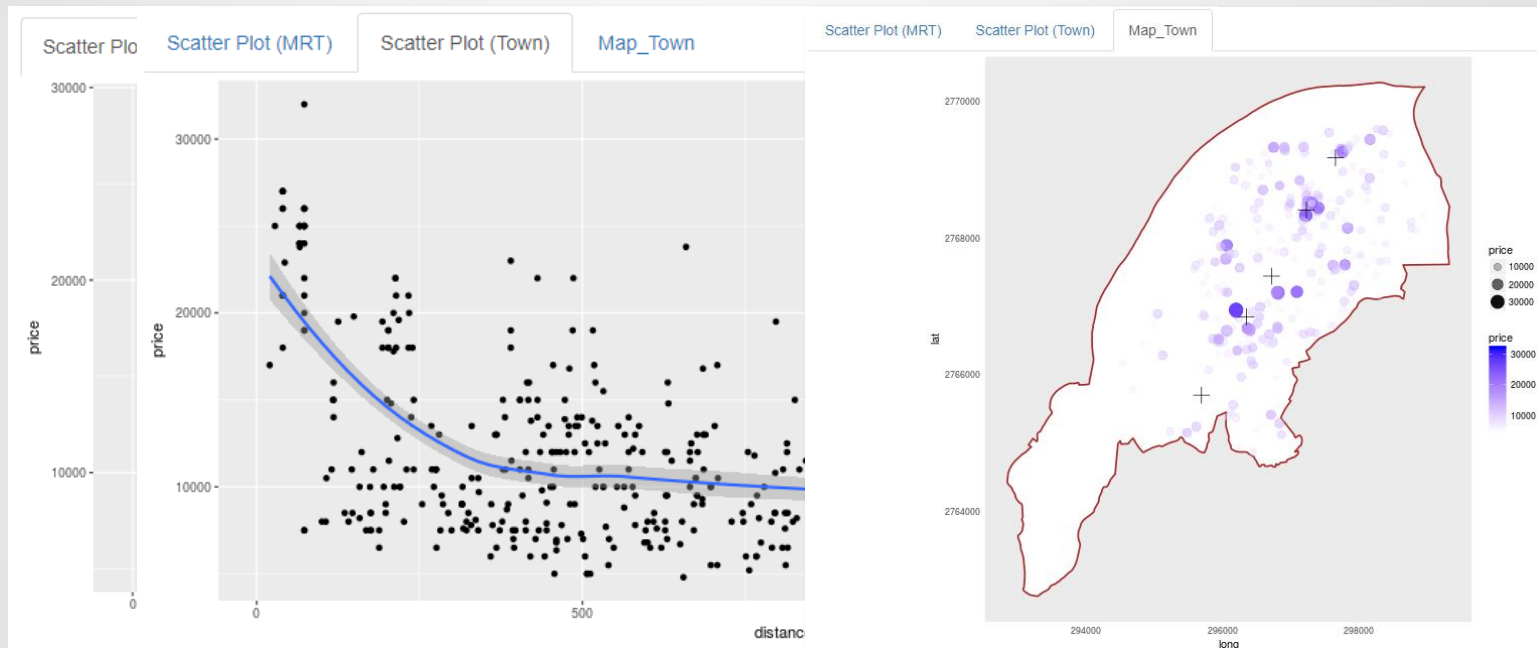 Scatter Plo
30000
20000
10000
price
0
Scatter Plot (MRT) Scatter Plot (Town) Map_Town
30000
20000
10000
price
0 500
distanc
Scatter Plot (MRT) Scatter Plot (Town) Map_Town
2770000
2768000
2766000
2764000
lat
294000 296000 298000
long
price
10000
20000
30000
price
30000
20000
10000